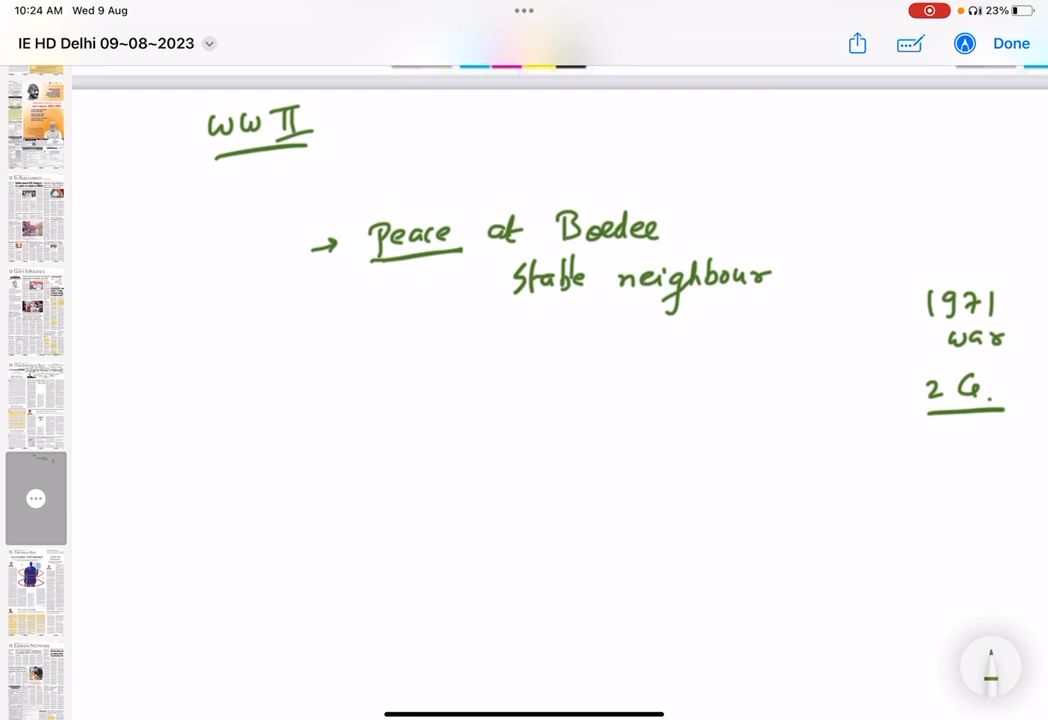 10:24 AM Wed 9 Aug
23%
IE HD Delhi 09~08~2023
Done
WW II
→ Peace at Border
Stable neighbour
1971
war
2 Cr.